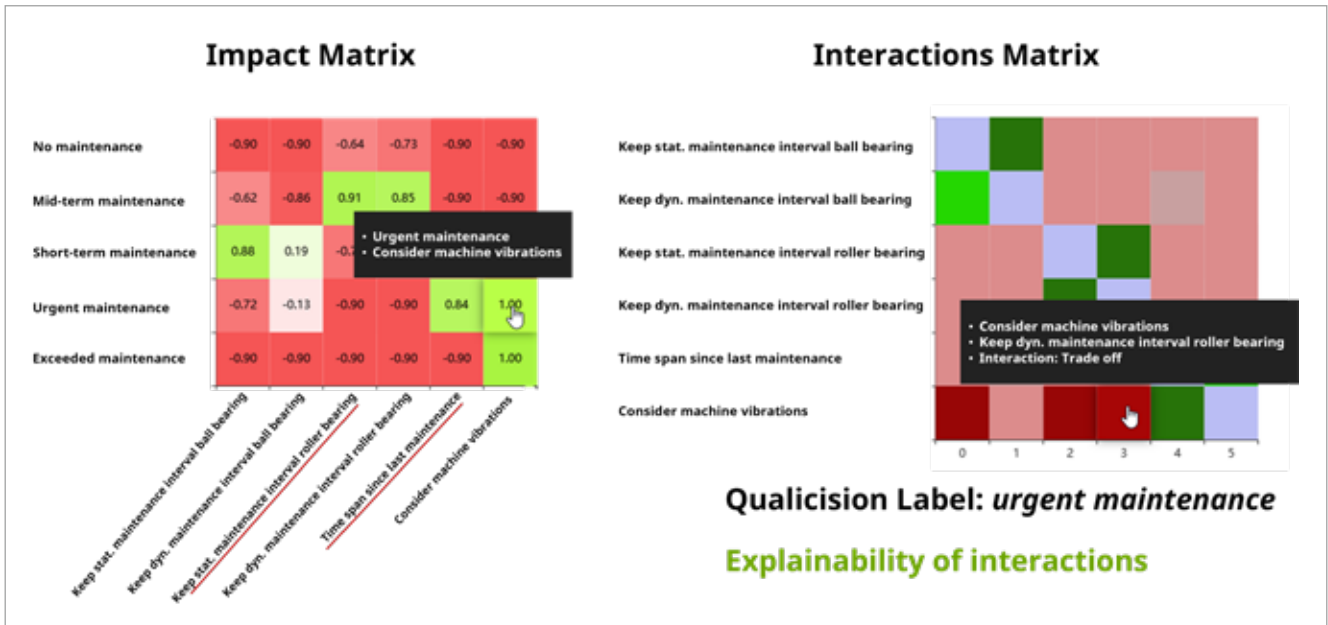 Impact Matrix
No maintenance -0.90 -0.90 -0.64 -0.73 -0.90 -0.90
Mid-term maintenance -0.62 -0.86 0.91 0.85 -0.90 -0.90
Short-term maintenance 0.88 0.19
• Urgent maintenance
• Consider machine vibrations
Urgent maintenance -0.72 -0.13 -0.90 -0.90 0.84 1.00
Exceeded maintenance -0.90 -0.90 -0.90 -0.90 -0.90 1.00
Keep stat. maintenance interval ball bearing
Keep dyn. maintenance interval ball bearing
Keep stat. maintenance interval roller bearing
Keep dyn. maintenance interval roller bearing
Time span since last maintenance
Consider machine vibrations
Interactions Matrix
Keep stat. maintenance interval ball bearing
Keep dyn. maintenance interval ball bearing
Keep stat. maintenance interval roller bearing
Keep dyn. maintenance interval roller bearing
Time span since last maintenance
Consider machine vibrations
• Consider machine vibrations
• Keep dyn. maintenance interval roller bearing
• Interaction: Trade off
0 1 2 3 4 5
Qualicision Label: urgent maintenance
Explainability of interactions